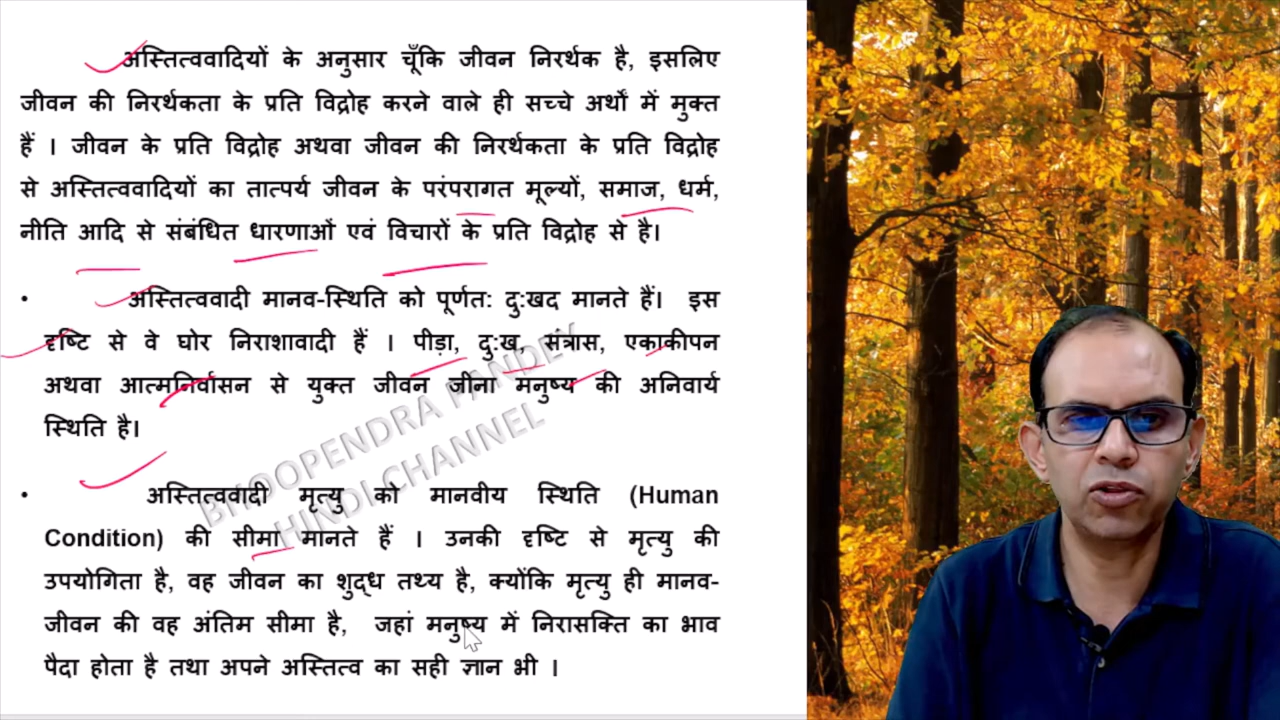 अस्तित्ववादियों के अनुसार चूँकि जीवन निरर्थक है, इसलिए
जीवन की निरर्थकता के प्रति विद्रोह करने वाले ही सच्चे अर्थों में मुक्त
हैं । जीवन के प्रति विद्रोह अथवा जीवन की निरर्थकता के प्रति विद्रोह
से अस्तित्ववादियों का तात्पर्य जीवन के परंपरागत मूल्यों, समाज, धर्म,
नीति आदि से संबंधित धारणाओं एवं विचारों के प्रति विद्रोह से है।
• अस्तित्ववादी मानव-स्थिति को पूर्णत: दु:खद मानते हैं। इस
दृष्टि से वे घोर निराशावादी हैं । पीड़ा, दु:ख, संत्रास, एकाकीपन
अथवा आत्मनिर्वासन से युक्त जीवन जीना मनुष्य की अनिवार्य
स्थिति है।
• अस्तित्ववादी मृत्यु को मानवीय स्थिति (Human
Condition) की सीमा मानते हैं । उनकी दृष्टि से मृत्यु की
उपयोगिता है, वह जीवन का शुद्ध तथ्य है, क्योंकि मृत्यु ही मानव-
जीवन की वह अंतिम सीमा है, जहां मनुष्य में निरासक्ति का भाव
पैदा होता है तथा अपने अस्तित्व का सही ज्ञान भी ।
BHOOPENDRA PANDEY
HINDI CHANNEL